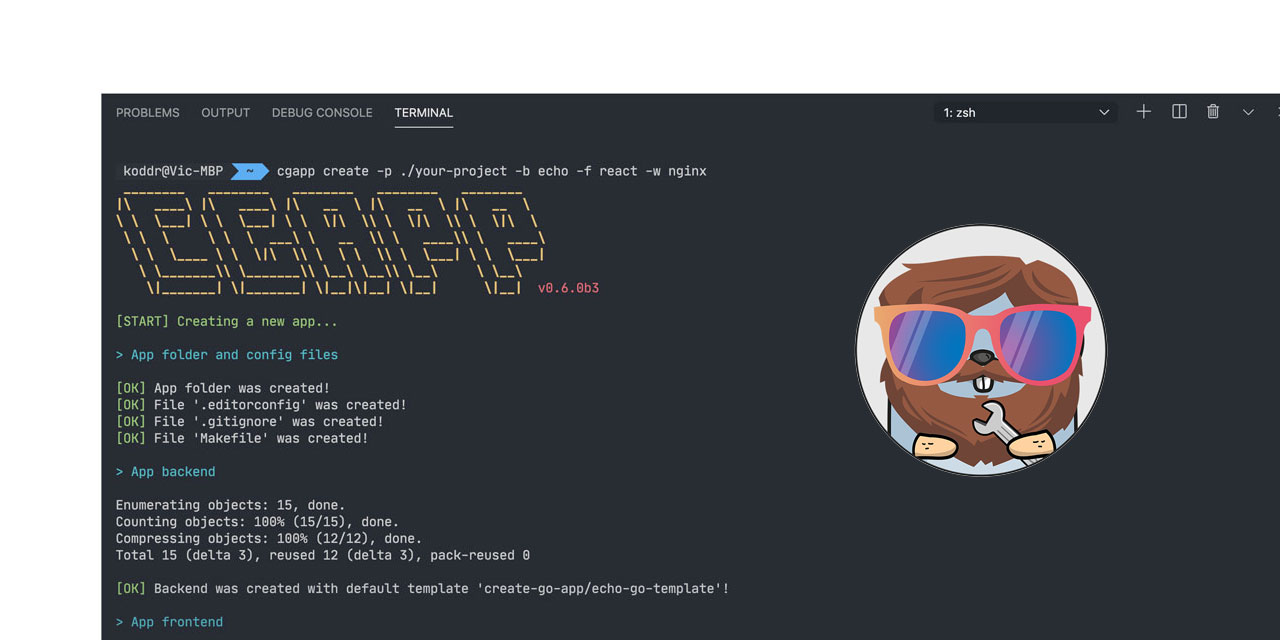 PROBLEMS OUTPUT DEBUG CONSOLE TERMINAL 1: zsh
koddr@Vic-MBP ~ cgapp create -p ./your-project -b echo -f react -w nginx
CGAPP
v0.6.0b3
[START] Creating a new app...
> App folder and config files
[OK] App folder was created!
[OK] File '.editorconfig' was created!
[OK] File '.gitignore' was created!
[OK] File 'Makefile' was created!
> App backend
Enumerating objects: 15, done.
Counting objects: 100% (15/15), done.
Compressing objects: 100% (12/12), done.
Total 15 (delta 3), reused 12 (delta 3), pack-reused 0
[OK] Backend was created with default template 'create-go-app/echo-go-template'!
> App frontend